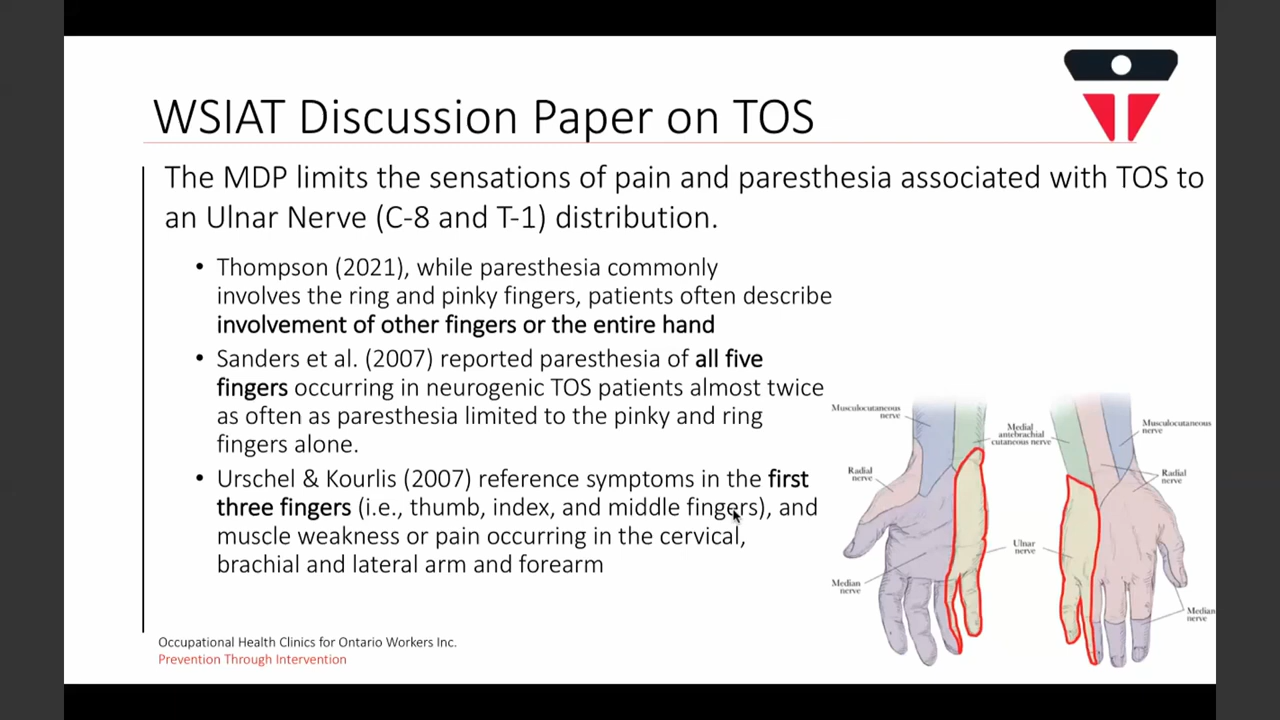 WSIAT Discussion Paper on TOS
The MDP limits the sensations of pain and paresthesia associated with TOS to
an Ulnar Nerve (C-8 and T-1) distribution.
• Thompson (2021), while paresthesia commonly
involves the ring and pinky fingers, patients often describe
involvement of other fingers or the entire hand
• Sanders et al. (2007) reported paresthesia of all five
fingers occurring in neurogenic TOS patients almost twice
as often as paresthesia limited to the pinky and ring
fingers alone.
• Urschel & Kourlis (2007) reference symptoms in the first
three fingers (i.e., thumb, index, and middle fingers), and
muscle weakness or pain occurring in the cervical,
brachial and lateral arm and forearm
Musculocutaneous
nerve
Medial
antebrachial
cutaneous nerve
Musculocutaneous
nerve
Radial
nerve
Radial
nerve
Ulnar
nerve
Median
nerve
Median
nerve
Occupational Health Clinics for Ontario Workers Inc.
Prevention Through Intervention